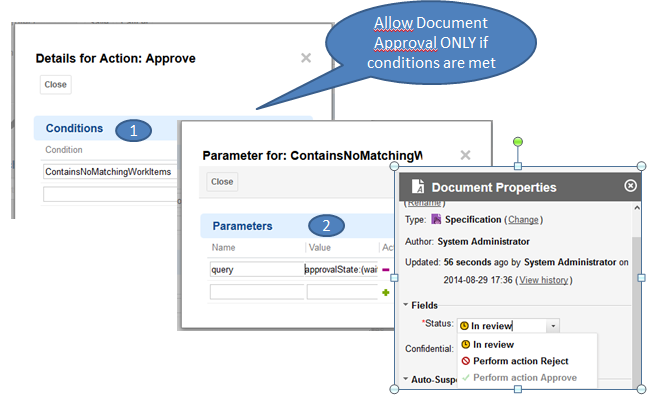 Allow Document
Approval ONLY if
conditions are met
Details for Action: Approve
Close
Conditions
1
Condition
ContainsNoMatchingWorkItems
Parameter for: ContainsNoMatchingW
Close
Parameters
2
Name Value Ac
query approvalState:(wai
Document Properties
(Rename)
Type: Specification (Change)
Author: System Administrator
Updated: 56 seconds ago by System Administrator on
2014-08-29 17:36 (View history)
Fields
*Status: In review
In review
Confidential:
Perform action Reject
Auto-Susp
Perform action Approve